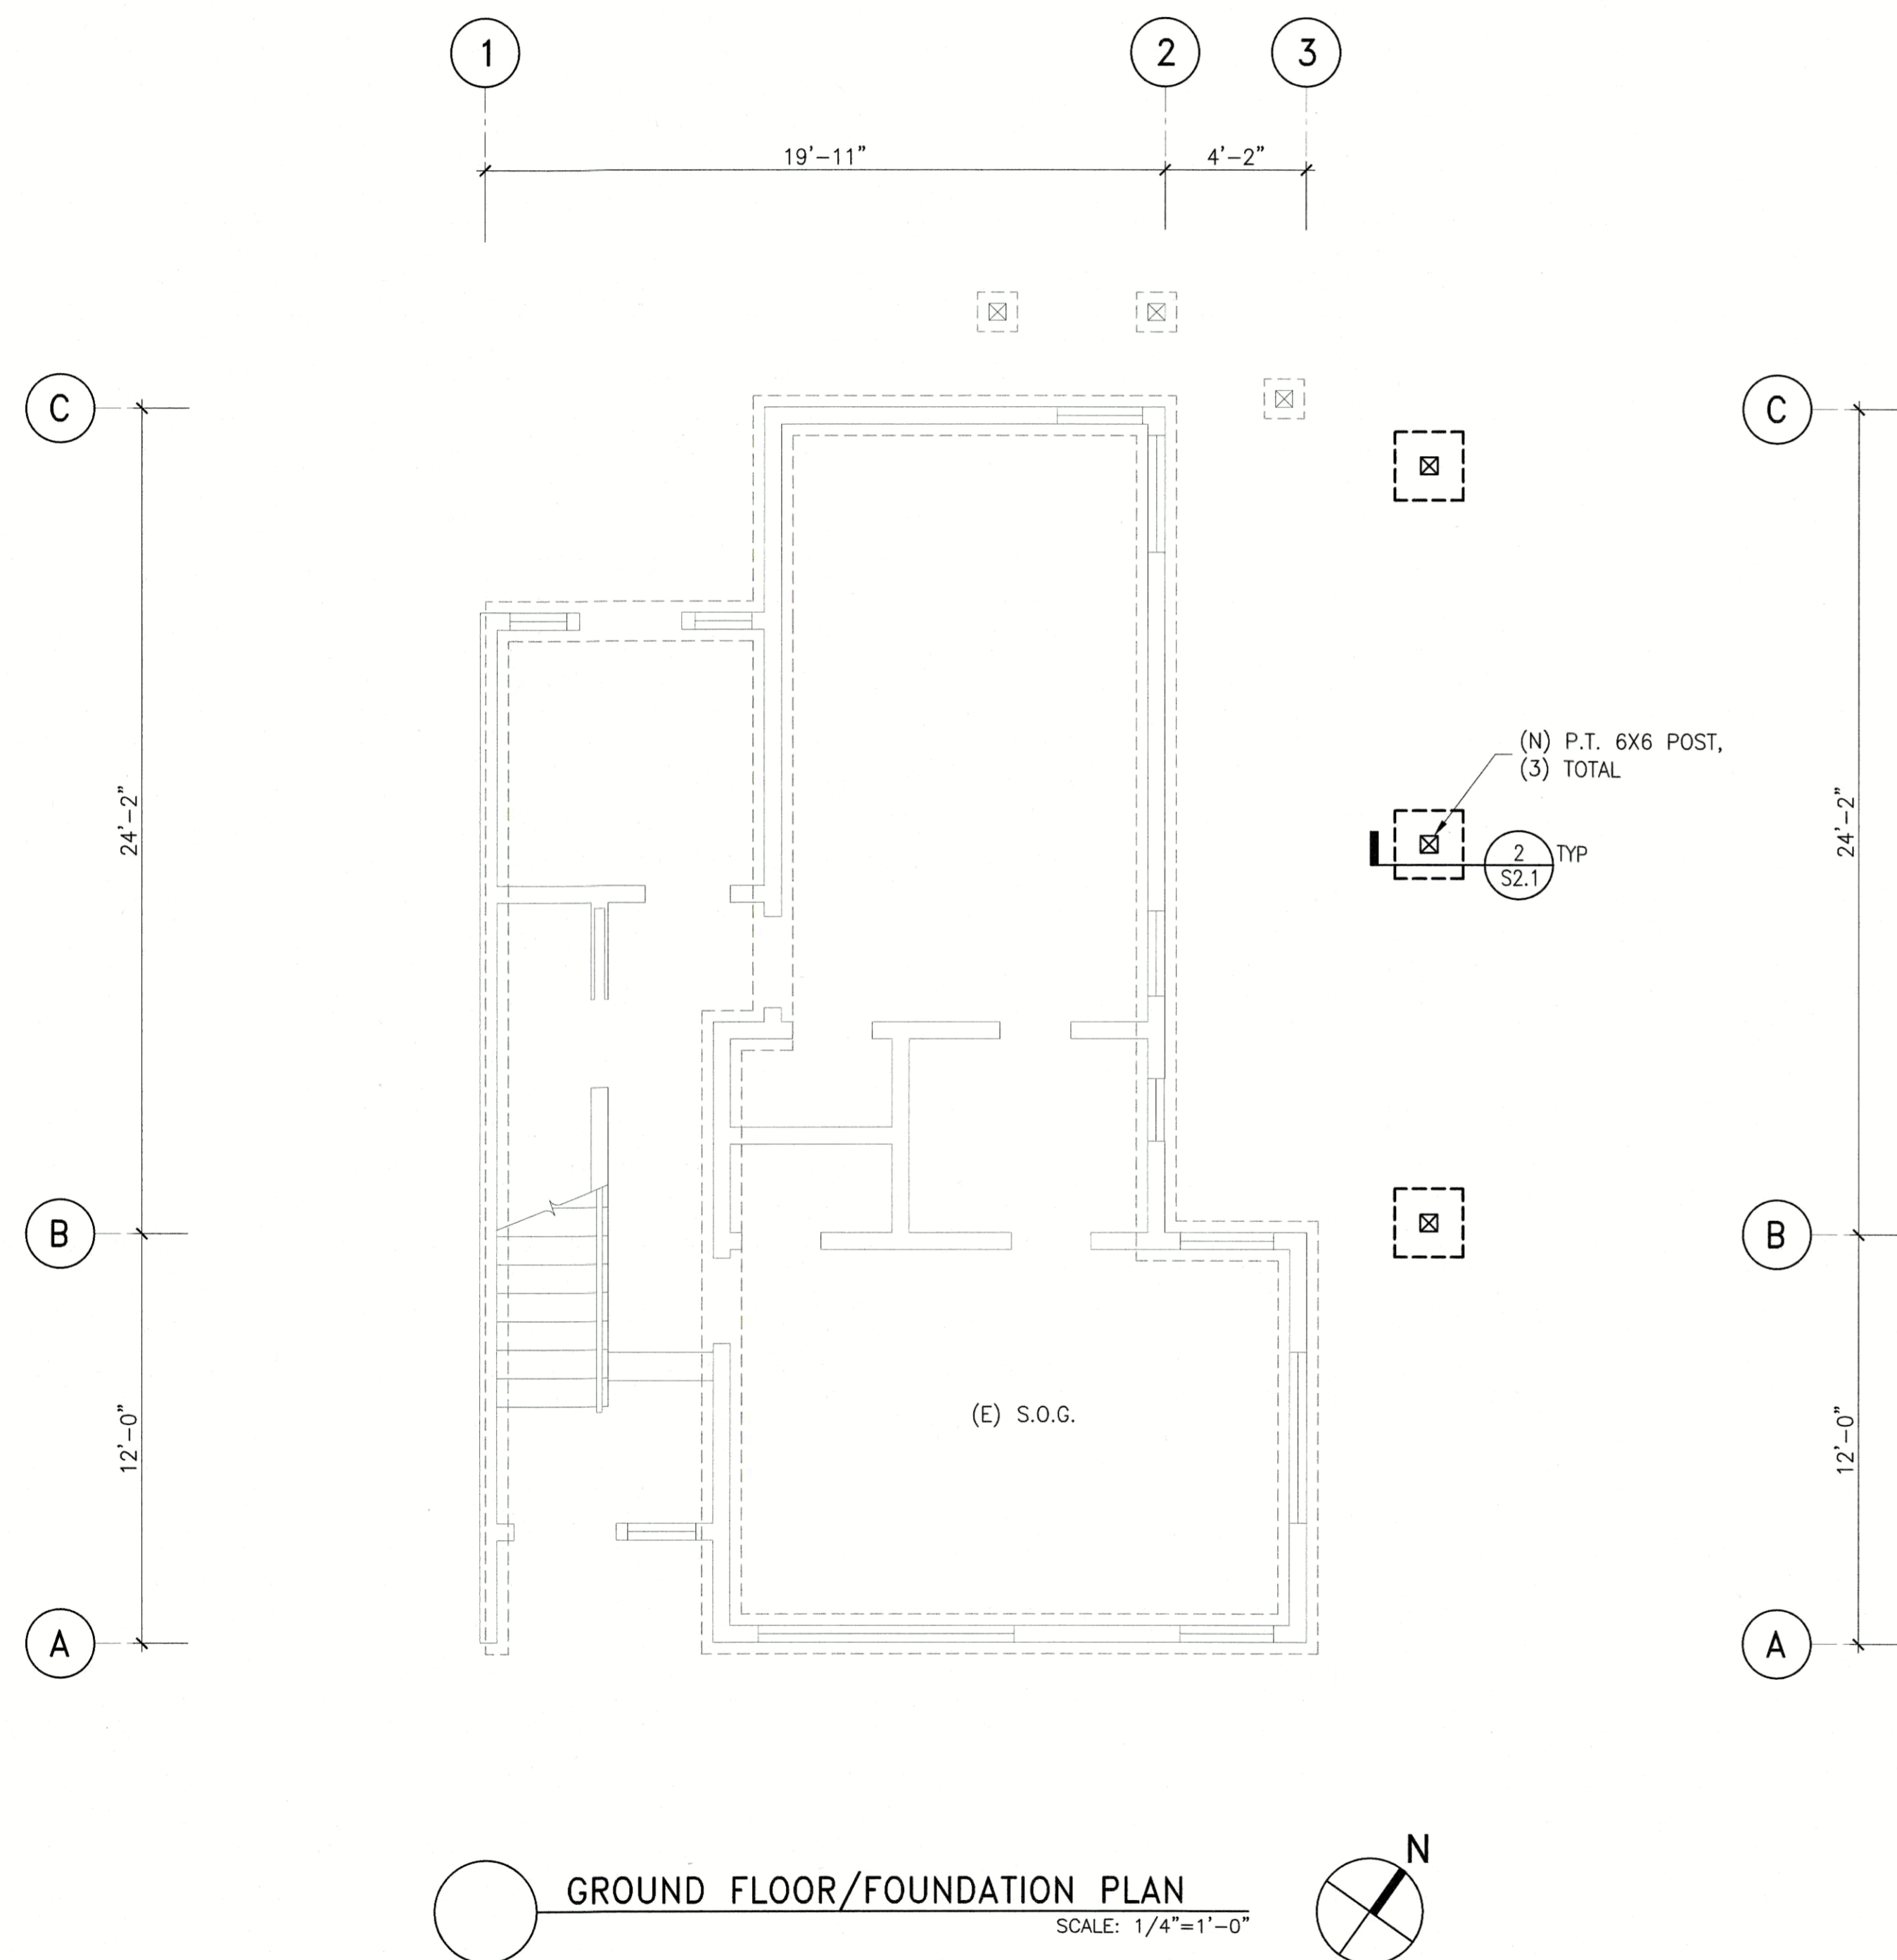 1
2
3
19'-11"
4'-2"
C
C
(N) P.T. 6X6 POST,
(3) TOTAL
24'-2"
24'-2"
2
TYP
S2.1
B
B
(E) S.O.G.
12'-0"
12'-0"
A
A
N
GROUND FLOOR/FOUNDATION PLAN
SCALE: 1/4"=1'-0"